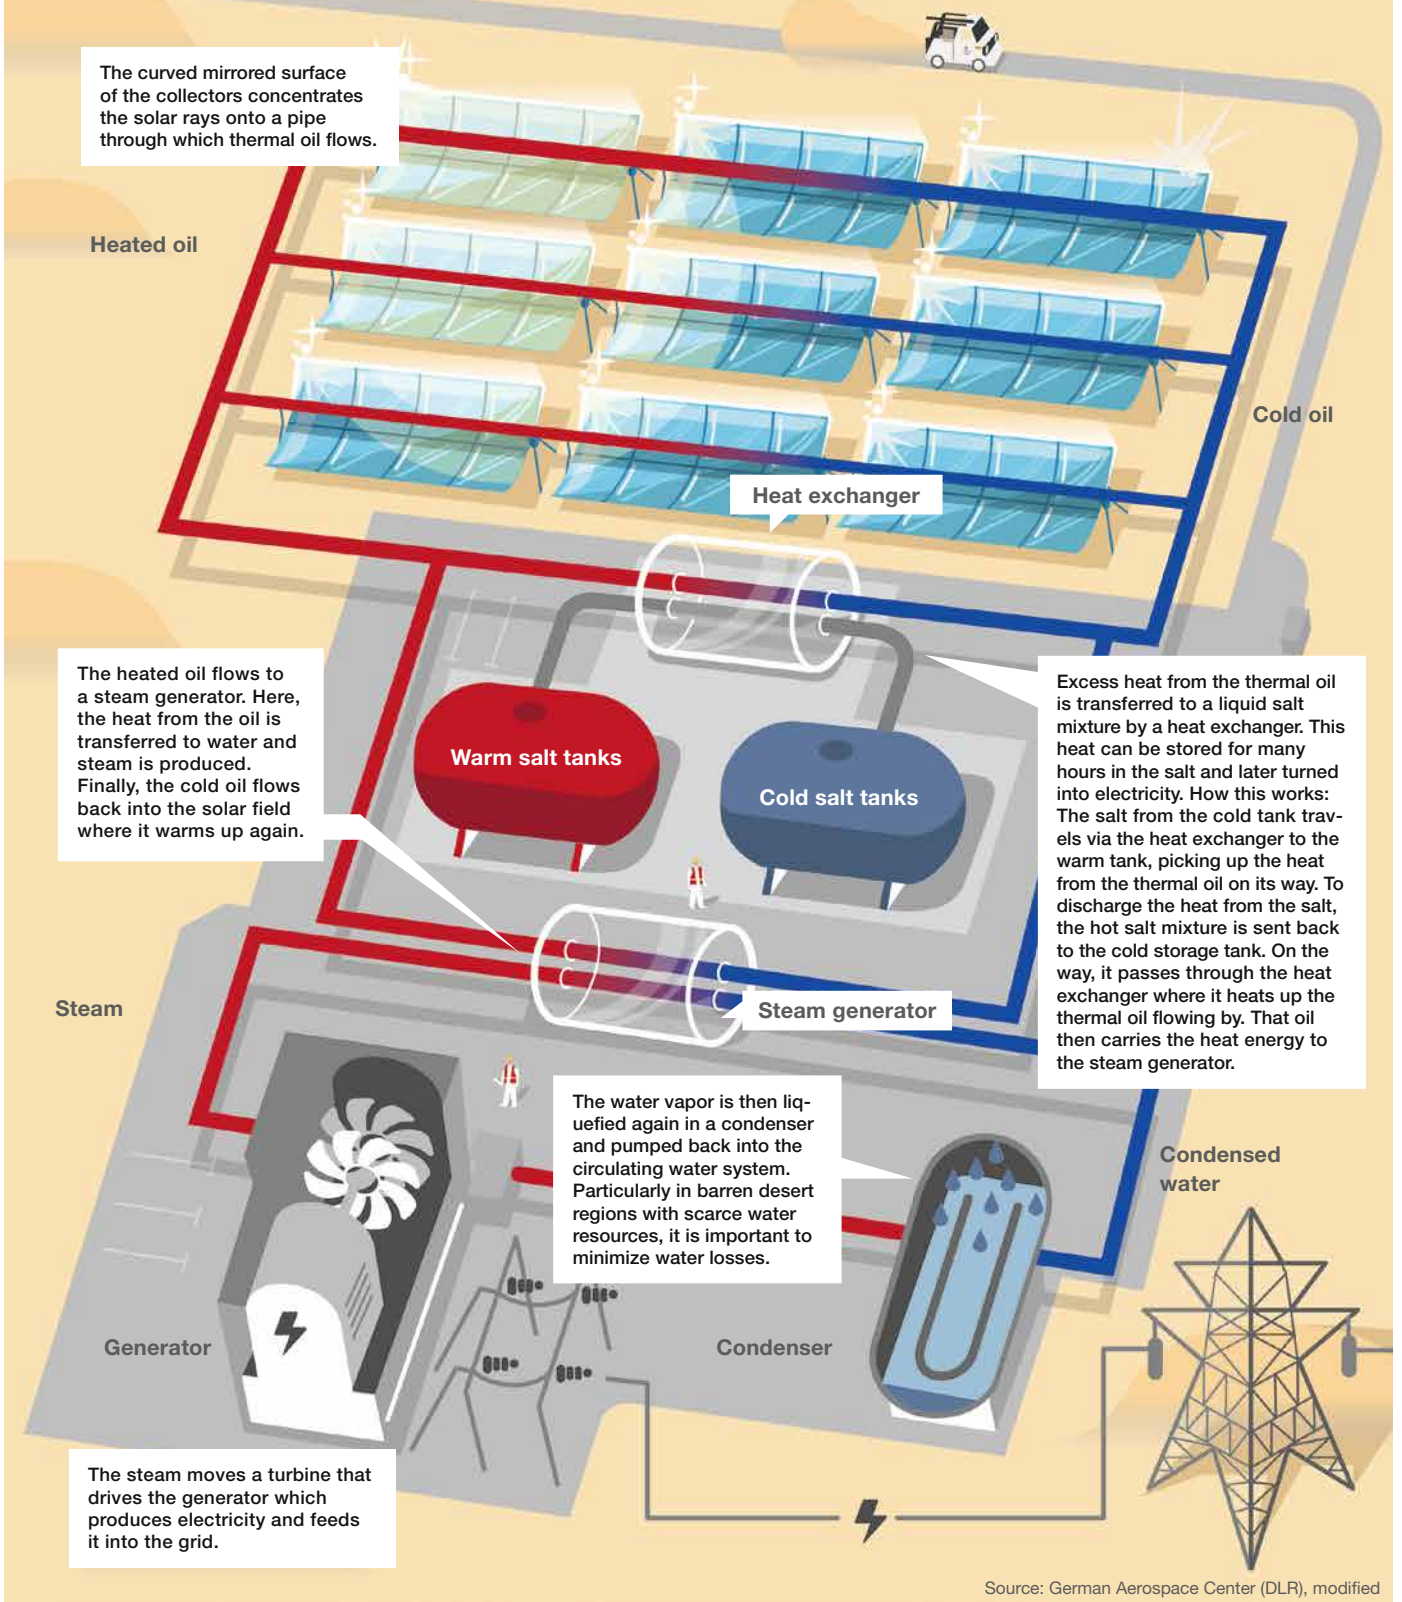 The curved mirrored surface
of the collectors concentrates
the solar rays onto a pipe
through which thermal oil flows.
Heated oil
Cold oil
Heat exchanger
The heated oil flows to
a steam generator. Here,
the heat from the oil is
transferred to water and
steam is produced.
Finally, the cold oil flows
back into the solar field
where it warms up again.
Warm salt tanks
Cold salt tanks
Excess heat from the thermal oil
is transferred to a liquid salt
mixture by a heat exchanger. This
heat can be stored for many
hours in the salt and later turned
into electricity. How this works:
The salt from the cold tank trav-
els via the heat exchanger to the
warm tank, picking up the heat
from the thermal oil on its way. To
discharge the heat from the salt,
the hot salt mixture is sent back
to the cold storage tank. On the
way, it passes through the heat
exchanger where it heats up the
thermal oil flowing by. That oil
then carries the heat energy to
the steam generator.
Steam
Steam generator
The water vapor is then liq-
uefied again in a condenser
and pumped back into the
circulating water system.
Particularly in barren desert
regions with scarce water
resources, it is important to
minimize water losses.
Condensed
water
Generator
Condenser
The steam moves a turbine that
drives the generator which
produces electricity and feeds
it into the grid.
Source: German Aerospace Center (DLR), modified